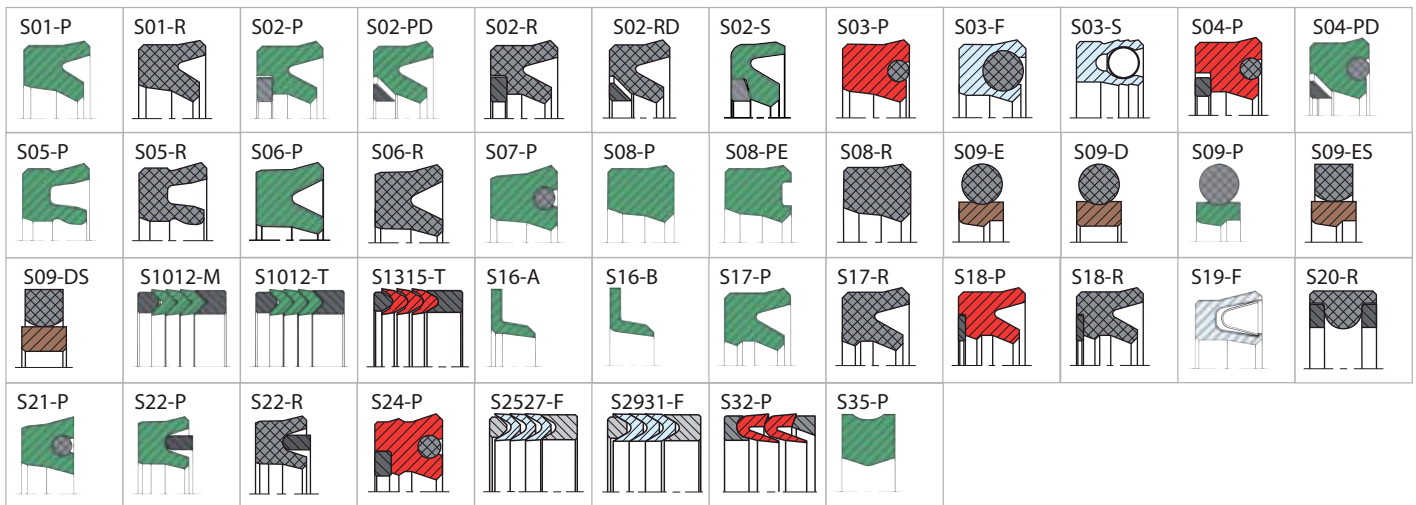 S01-P S01-R S02-P S02-PD S02-R S02-RD S02-S S03-P S03-F S03-S S04-P S04-PD
S05-P S05-R S06-P S06-R S07-P S08-P S08-PE S08-R S09-E S09-D S09-P S09-ES
S09-DS S1012-M S1012-T S1315-T S16-A S16-B S17-P S17-R S18-P S18-R S19-F S20-R
S21-P S22-P S22-R S24-P S2527-F S2931-F S32-P S35-P